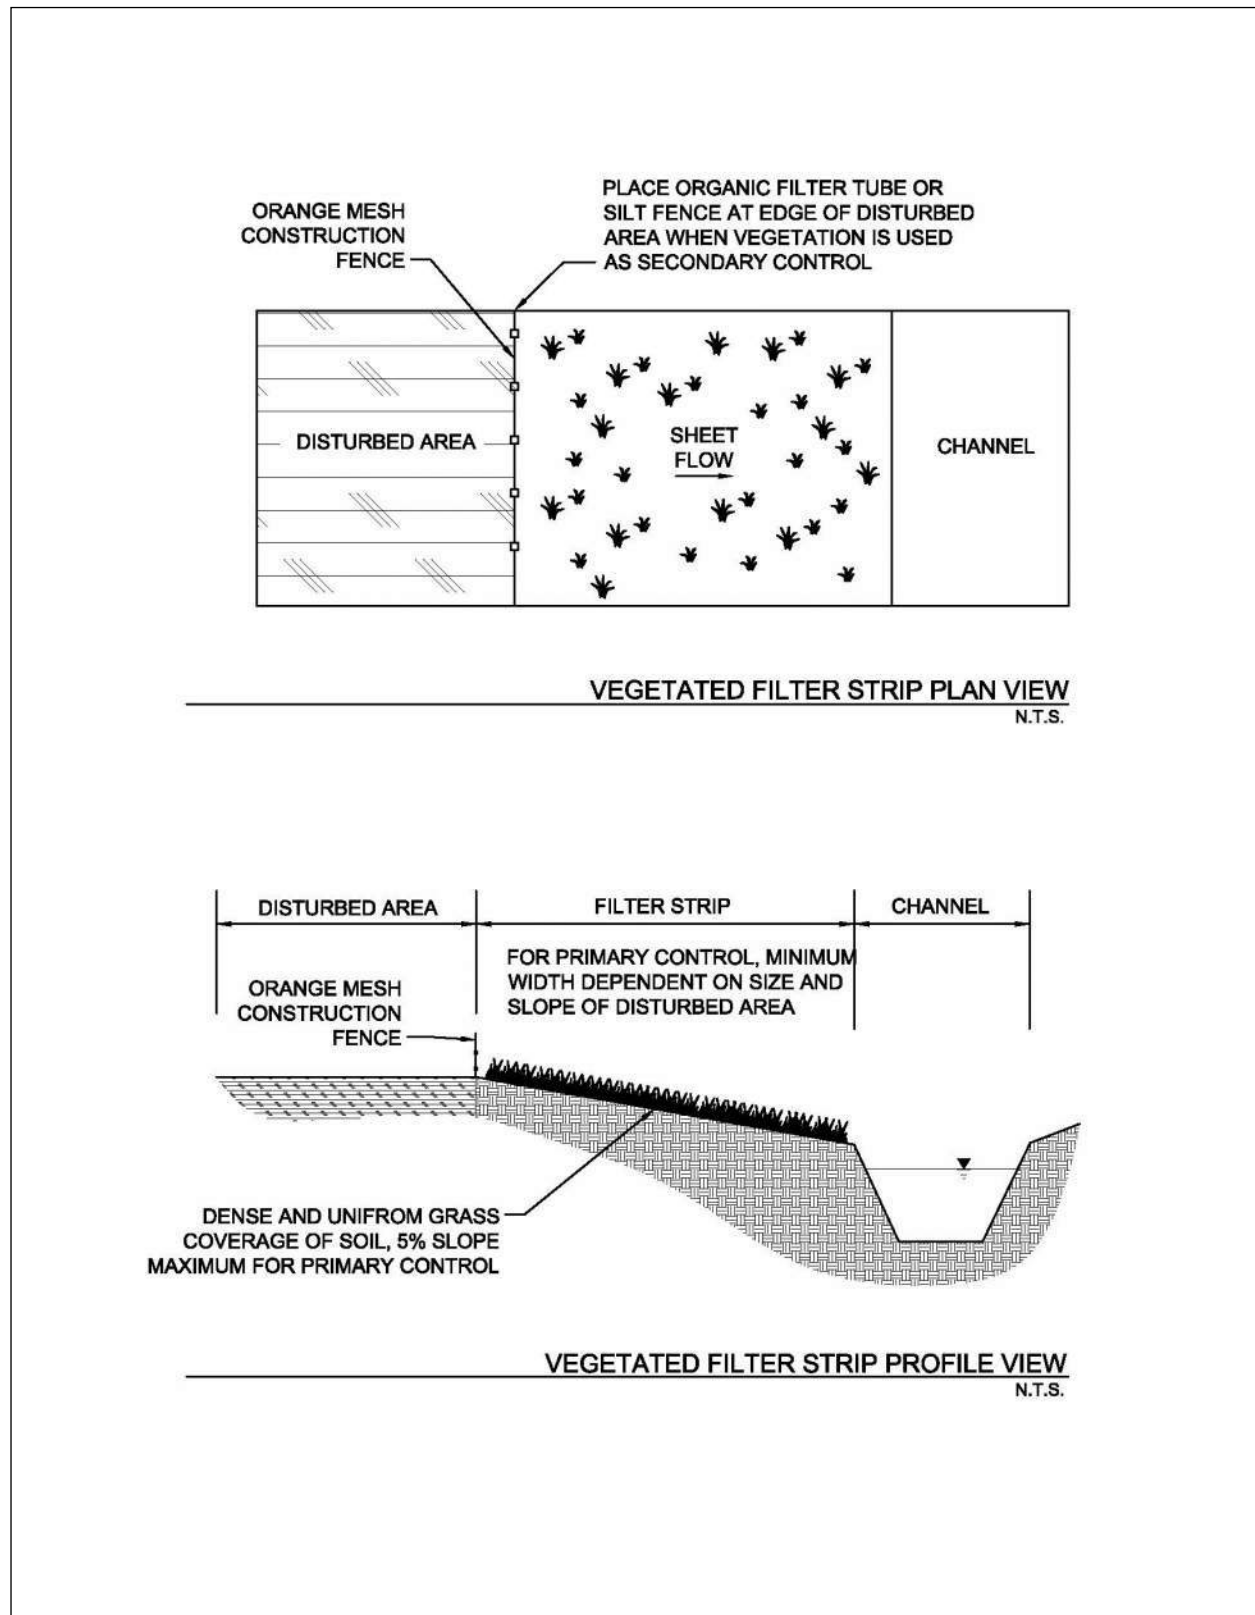 PLACE ORGANIC FILTER TUBE OR
SILT FENCE AT EDGE OF DISTURBED
AREA WHEN VEGETATION IS USED
AS SECONDARY CONTROL
ORANGE MESH
CONSTRUCTION
FENCE
DISTURBED AREA
SHEET
FLOW
CHANNEL
VEGETATED FILTER STRIP PLAN VIEW
N.T.S.
DISTURBED AREA
FILTER STRIP
CHANNEL
FOR PRIMARY CONTROL, MINIMUM
WIDTH DEPENDENT ON SIZE AND
SLOPE OF DISTURBED AREA
ORANGE MESH
CONSTRUCTION
FENCE
DENSE AND UNIFROM GRASS
COVERAGE OF SOIL, 5% SLOPE
MAXIMUM FOR PRIMARY CONTROL
VEGETATED FILTER STRIP PROFILE VIEW
N.T.S.